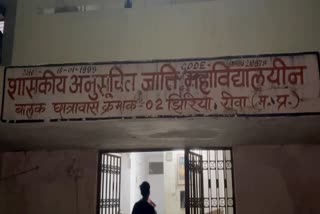 शासकीय अनुसूचित जाति महाविद्यालयीन
बालक छात्रावास क्रमांक-02 झिरिया, रीवा (म.प्र.)